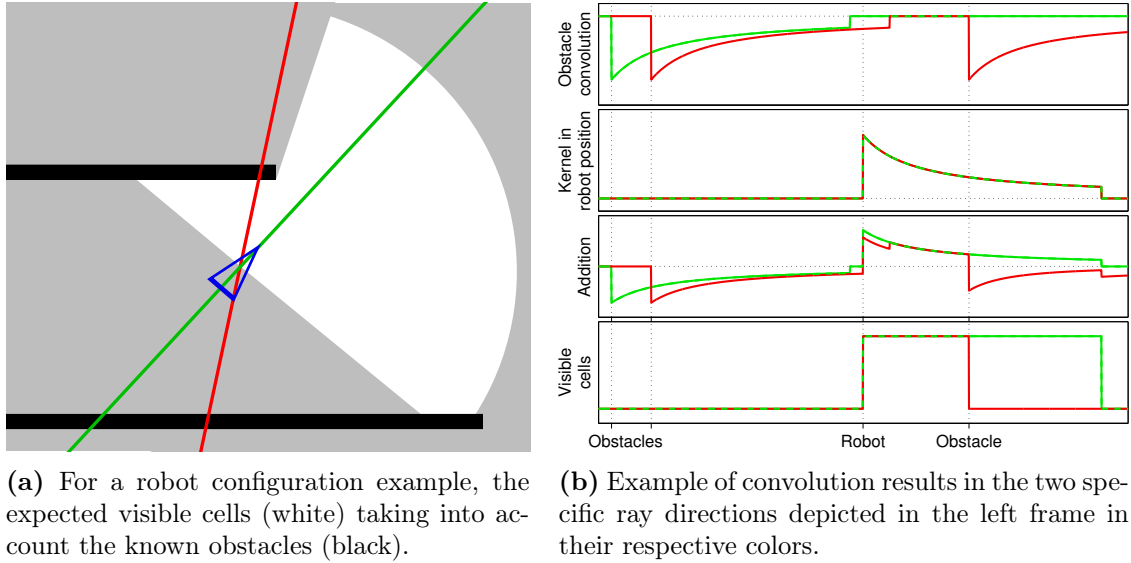 Obstacle
convolution
Kernel in
robot position
Addition
Visible
cells
Obstacles
Robot
Obstacle
(a) For a robot configuration example, the
expected visible cells (white) taking into ac-
count the known obstacles (black).
(b) Example of convolution results in the two spe-
cific ray directions depicted in the left frame in
their respective colors.